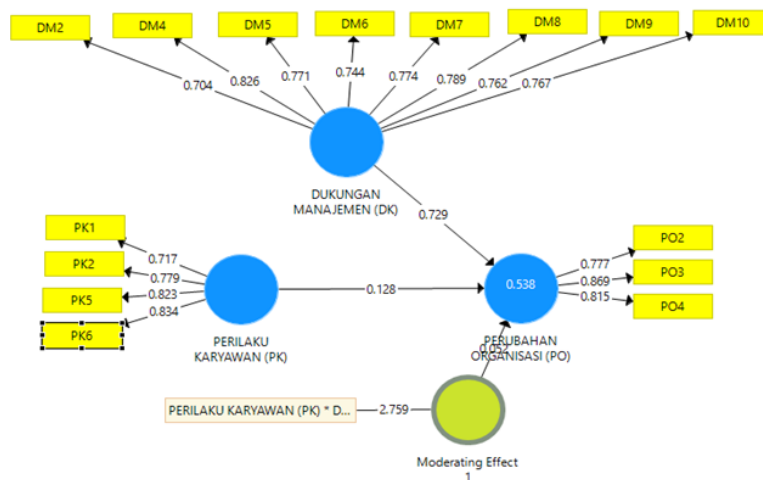 DM2
DM4
DM5
DM6
DM7
DM8
DM9
DM10
0.704
0.826
0.771
0.744
0.774
0.789
0.762
0.767
DUKUNGAN
MANAJEMEN (DK)
0.729
PK1
PK2
PK5
PK6
0.717
0.779
0.823
0.834
PERILAKU
KARYAWAN (PK)
0.128
0.538
PERUBAHAN
ORGANISASI (PO)
0.777
0.869
0.815
PO2
PO3
PO4
0.052
PERILAKU KARYAWAN (PK) * D...
2.759
Moderating Effect
1